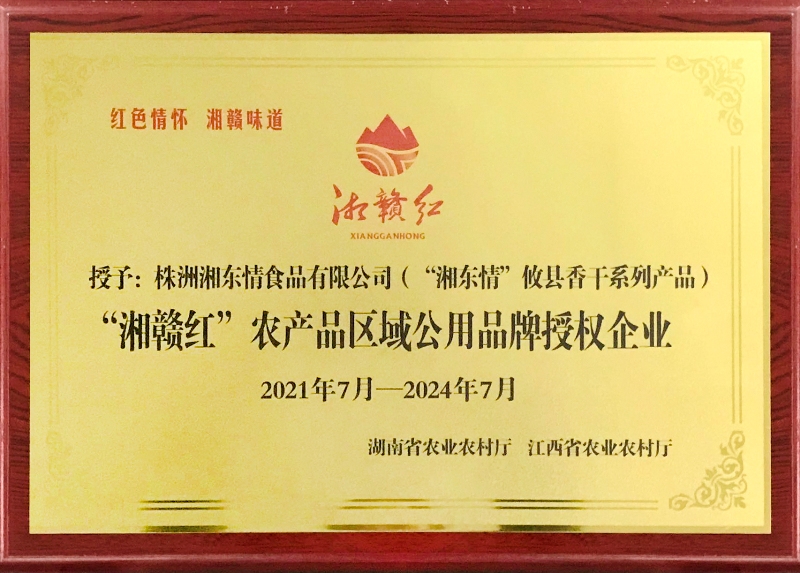 红色情怀 湘赣味道
湘赣红
XIANGGANHONG
授予：株洲湘东情食品有限公司（“湘东情”攸县香干系列产品）
“湘赣红”农产品区域公用品牌授权企业
2021年7月—2024年7月
湖南省农业农村厅 江西省农业农村厅